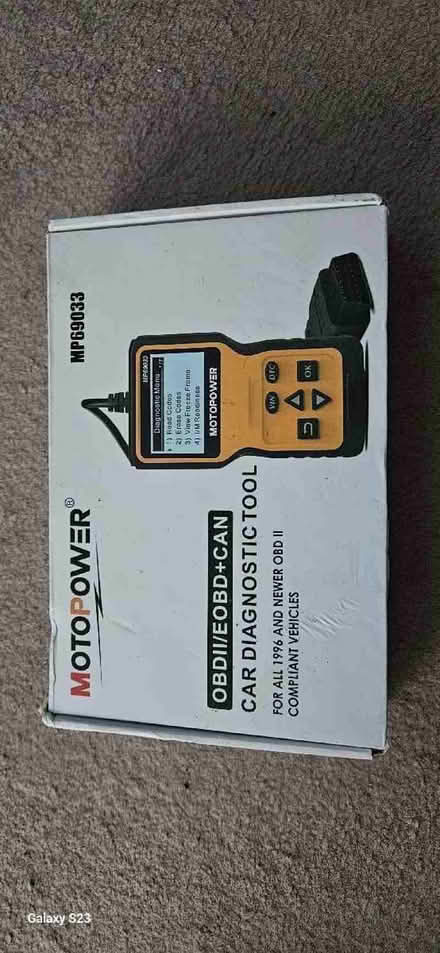 MOTOPOWER®
MP69033
OBDII/EOBD+CAN
CAR DIAGNOSTIC TOOL
FOR ALL 1996 AND NEWER OBD II
COMPLIANT VEHICLES
MP69033
Diagnostic Menu
1) Read Codes
2) Erase Codes
3) View Freeze Frame
4) I/M Readiness
MOTOPOWER
VIN
DTC
OK
Galaxy S23